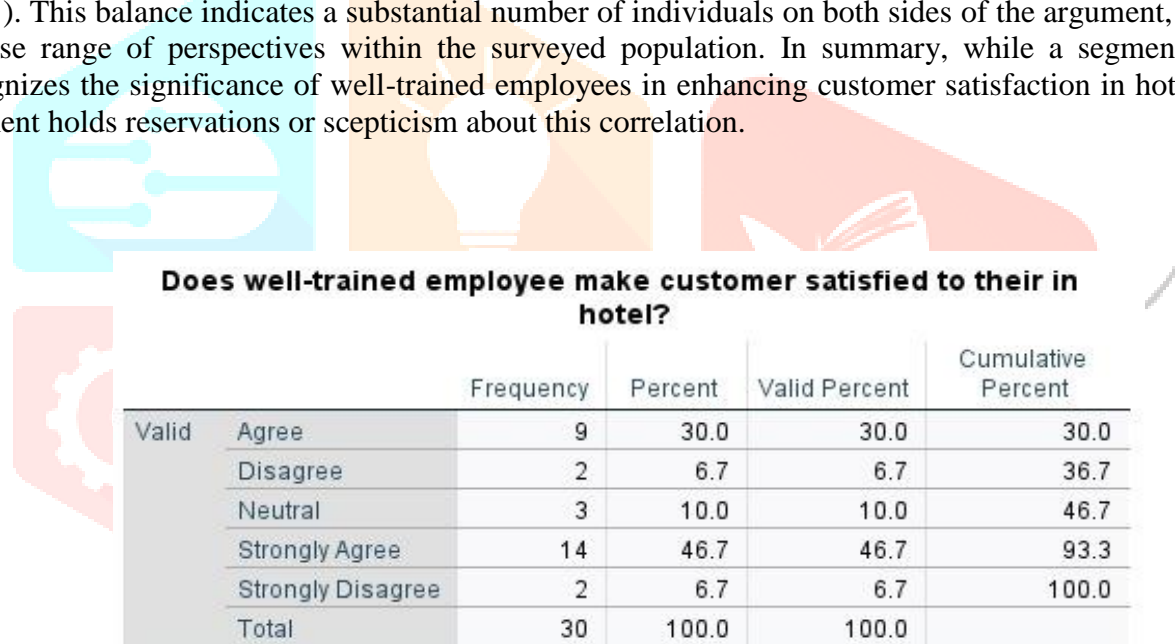 ). This balance indicates a substantial number of individuals on both sides of the argument,
se range of perspectives within the surveyed population. In summary, while a segmen
gnizes the significance of well-trained employees in enhancing customer satisfaction in hot
ent holds reservations or scepticism about this correlation.
Does well-trained employee make customer satisfied to their in
hotel?
Frequency Percent Valid Percent Cumulative Percent
Valid Agree 9 30.0 30.0 30.0
Disagree 2 6.7 6.7 36.7
Neutral 3 10.0 10.0 46.7
Strongly Agree 14 46.7 46.7 93.3
Strongly Disagree 2 6.7 6.7 100.0
Total 30 100.0 100.0